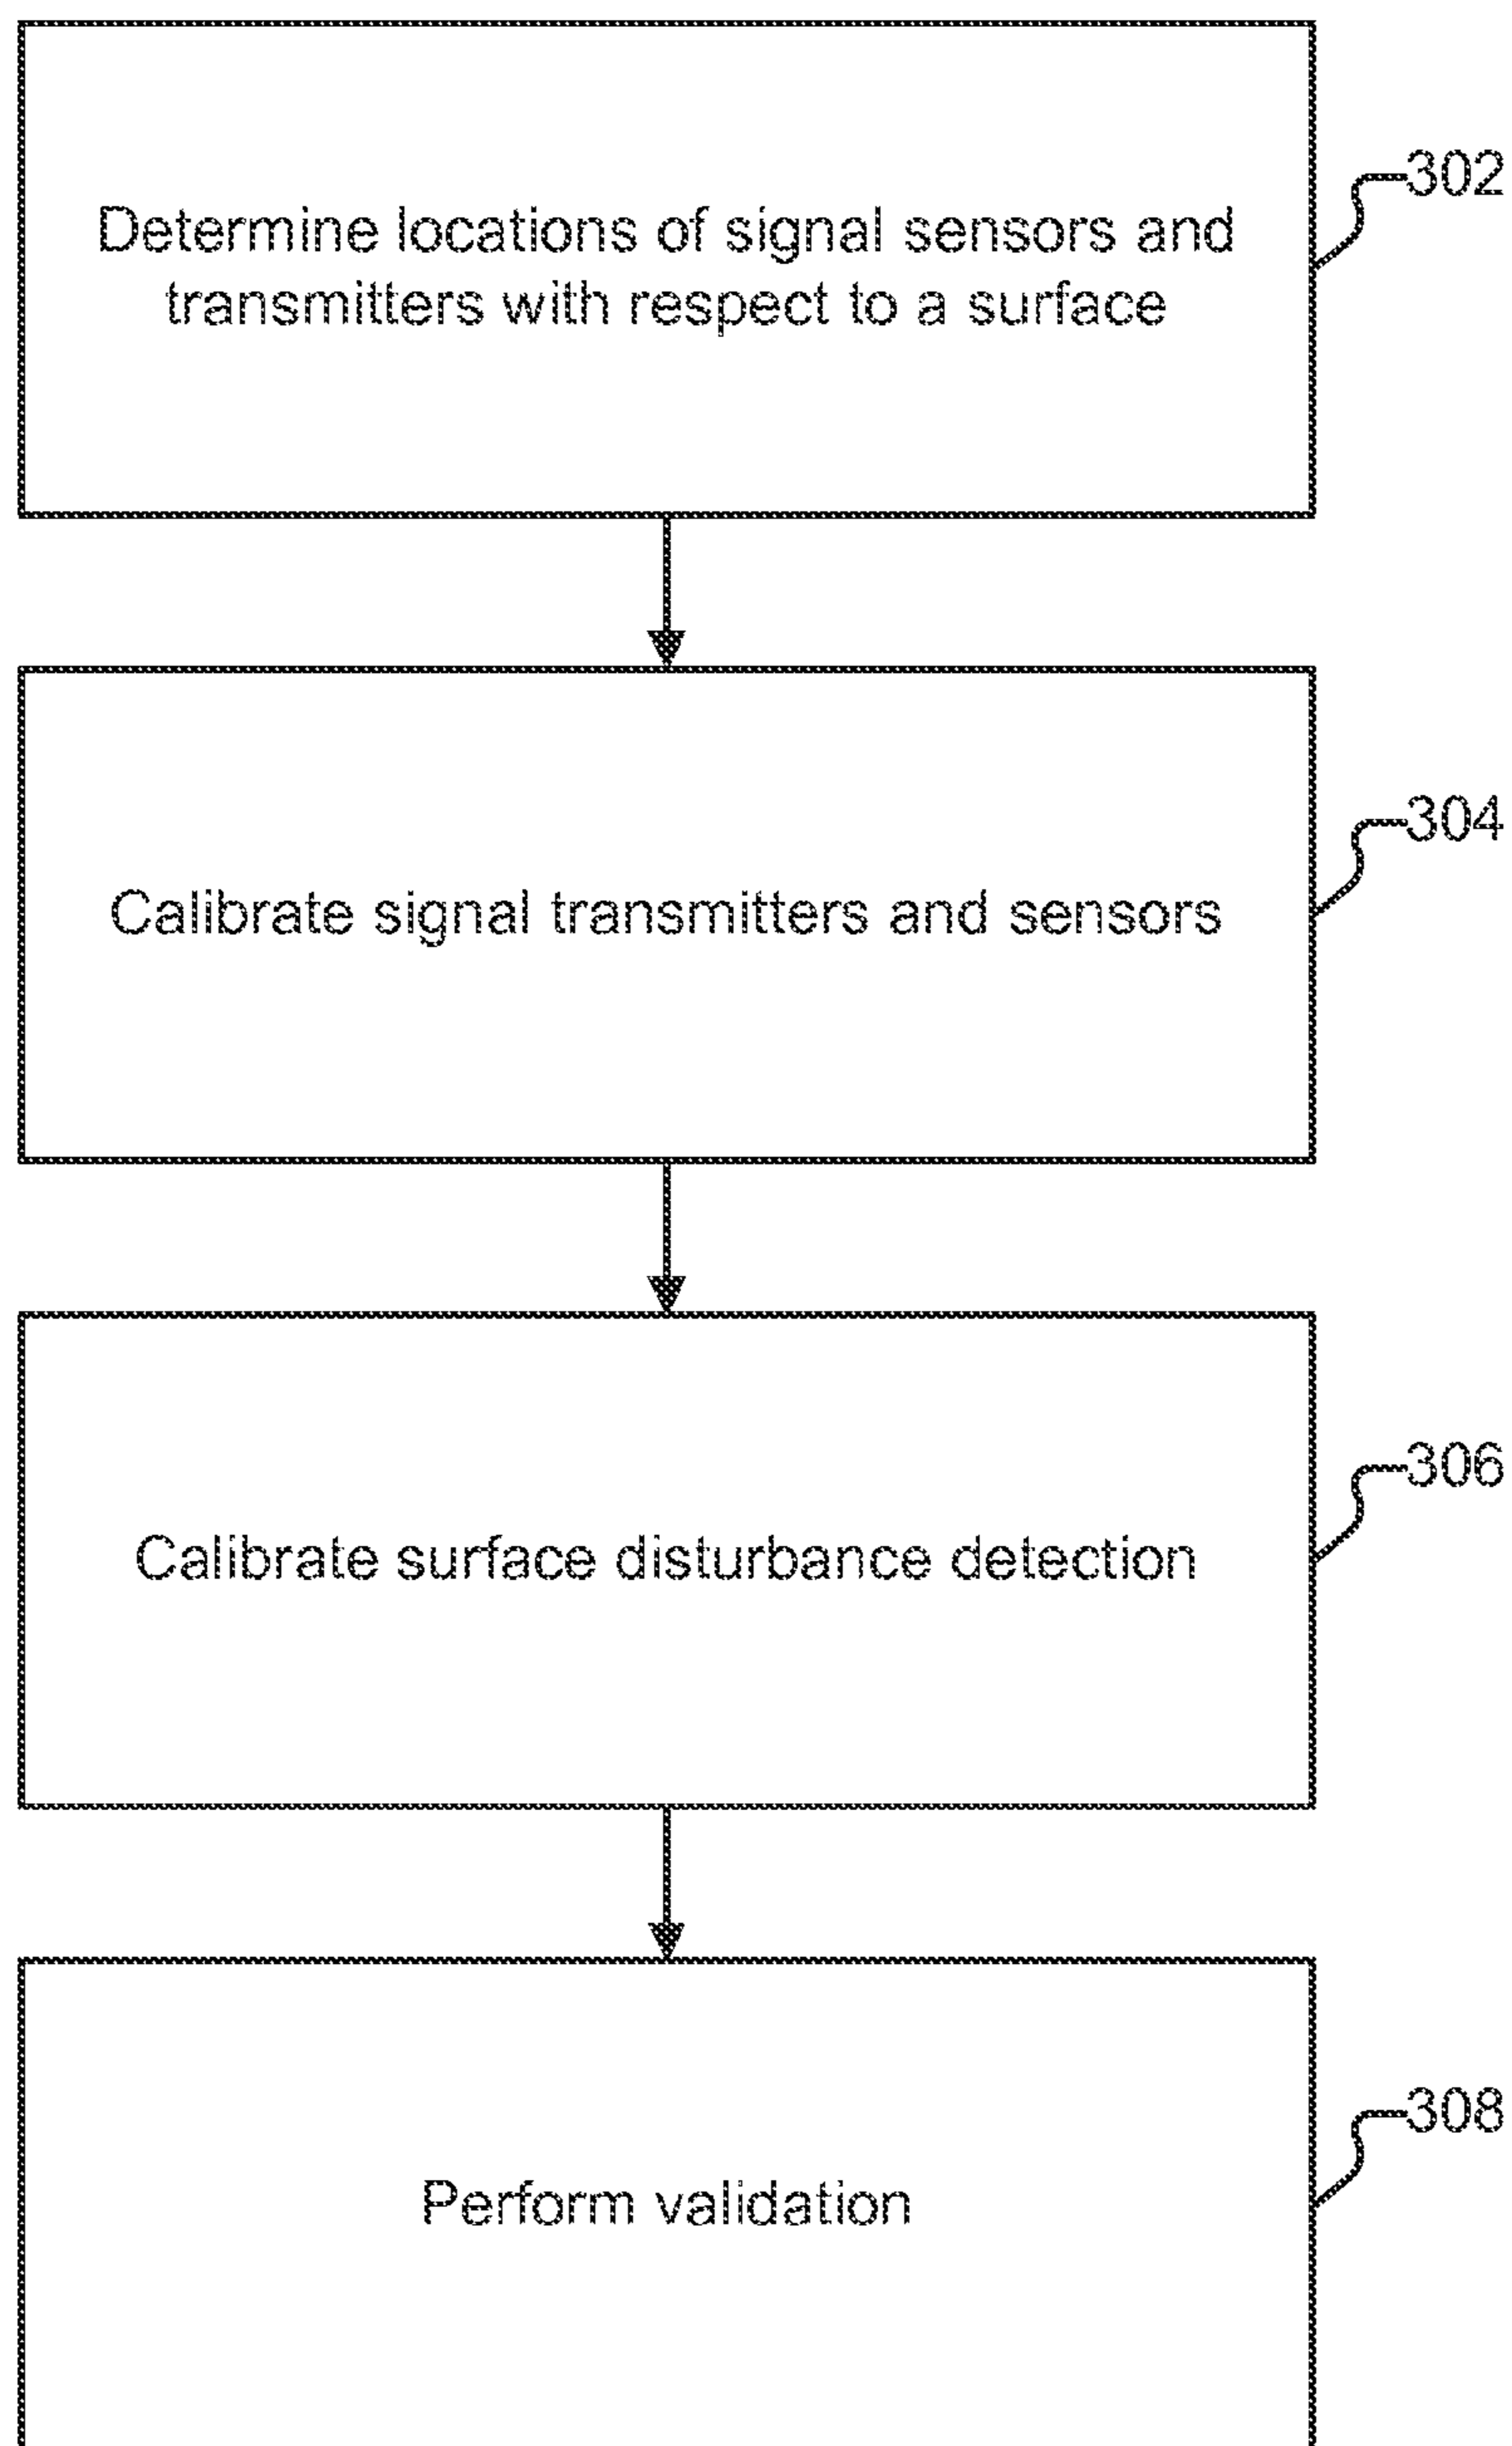 Determine locations of signal sensors and
transmitters with respect to a surface
302
Calibrate signal transmitters and sensors
304
Calibrate surface disturbance detection
306
Perform validation
308